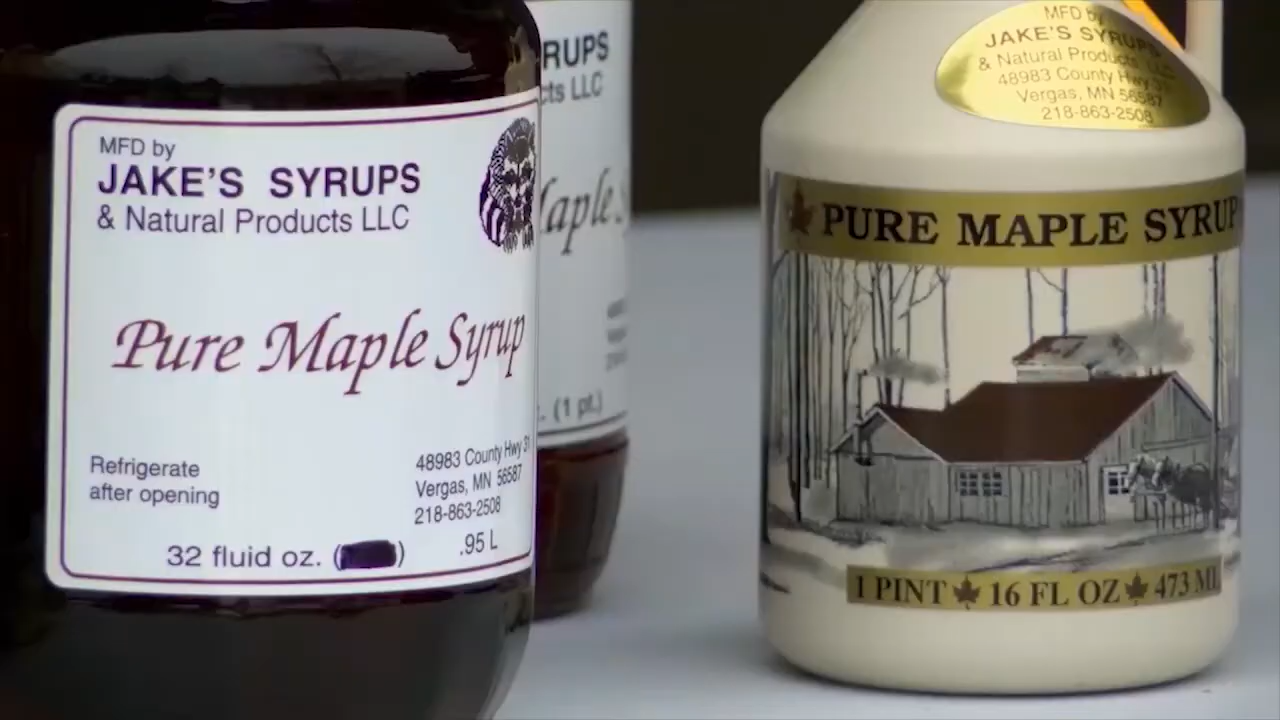 MFD by
JAKE'S SYRUPS
& Natural Products LLC
Pure Maple Syrup
Refrigerate
after opening
48983 County Hwy 31
Vergas, MN 56587
218-863-2508
32 fluid oz. ( )
.95 L
RUPS
cts LLC
Maple S
. (1 pt.)
MFD by
JAKE'S SYRUPS
& Natural Products LLC
48983 County Hwy 31
Vergas, MN 56587
218-863-2508
PURE MAPLE SYRUP
1 PINT 16 FL OZ 473 ML